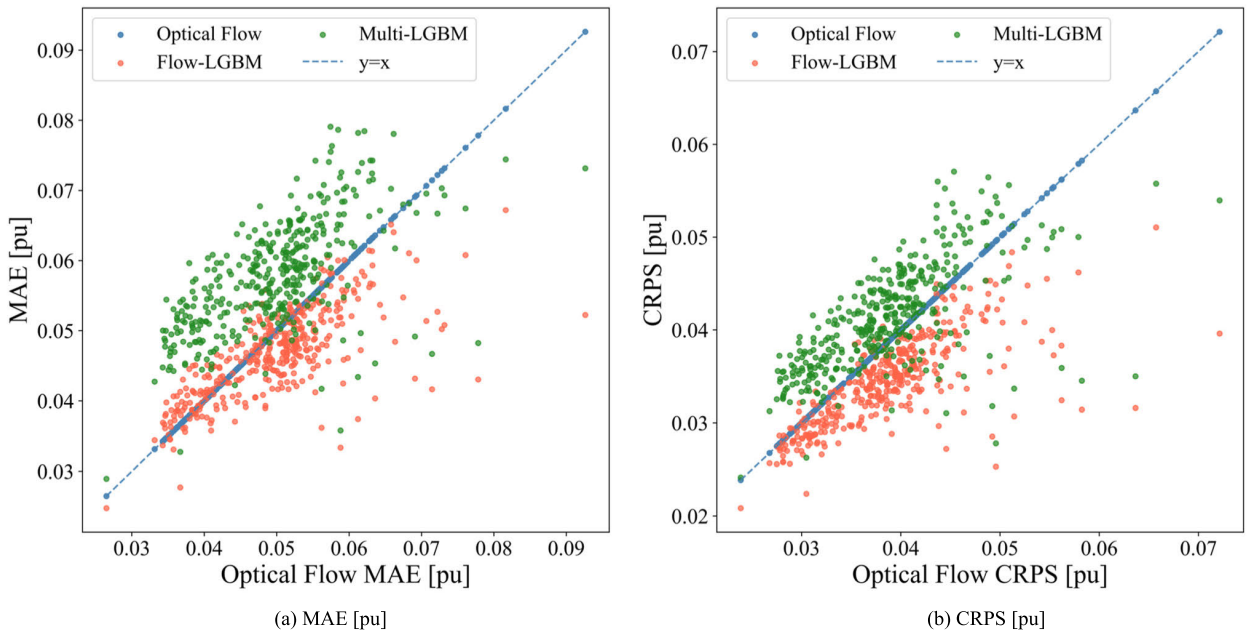 Optical Flow
Flow-LGBM
Multi-LGBM
y=x
0.09
0.08
0.07
0.06
0.05
0.04
0.03
MAE [pu]
0.03 0.04 0.05 0.06 0.07 0.08 0.09
Optical Flow MAE [pu]
(a) MAE [pu]
Optical Flow
Flow-LGBM
Multi-LGBM
y=x
0.07
0.06
0.05
0.04
0.03
0.02
CRPS [pu]
0.03 0.04 0.05 0.06 0.07
Optical Flow CRPS [pu]
(b) CRPS [pu]